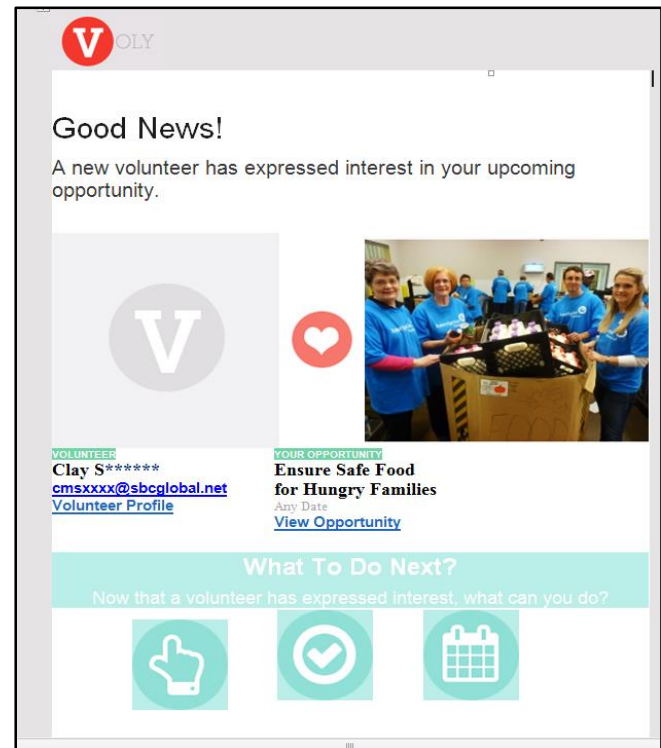 VOLY
Good News!
A new volunteer has expressed interest in your upcoming
opportunity.
V
VOLUNTEER
Clay S******
cmsxxxx@sbcglobal.net
Volunteer Profile
YOUR OPPORTUNITY
Ensure Safe Food
for Hungry Families
Any Date
View Opportunity
What To Do Next?
Now that a volunteer has expressed interest, what can you do?